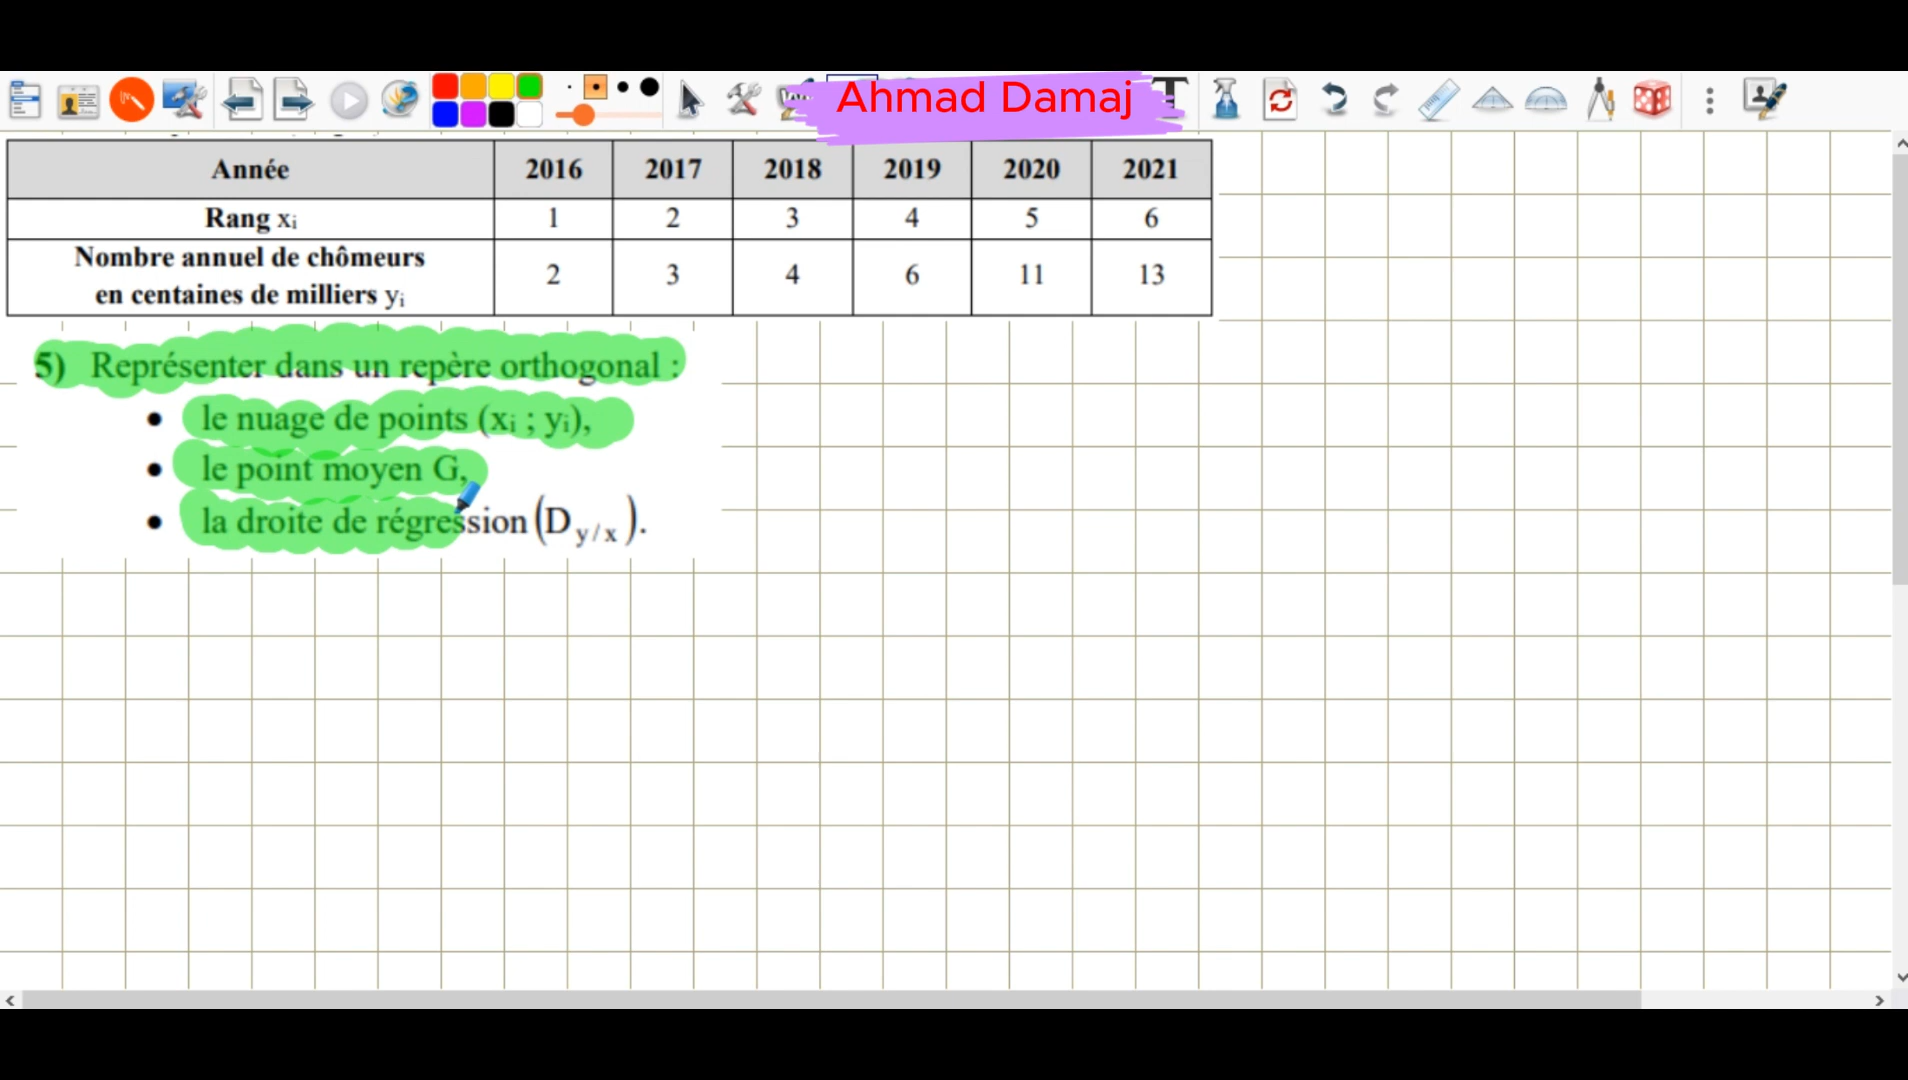 Ahmad Damaj
Année 2016 2017 2018 2019 2020 2021
Rang xᵢ 1 2 3 4 5 6
Nombre annuel de chômeurs
en centaines de milliers yᵢ 2 3 4 6 11 13
5) Représenter dans un repère orthogonal :
• le nuage de points (xᵢ ; yᵢ),
• le point moyen G,
• la droite de régression (D y/x).